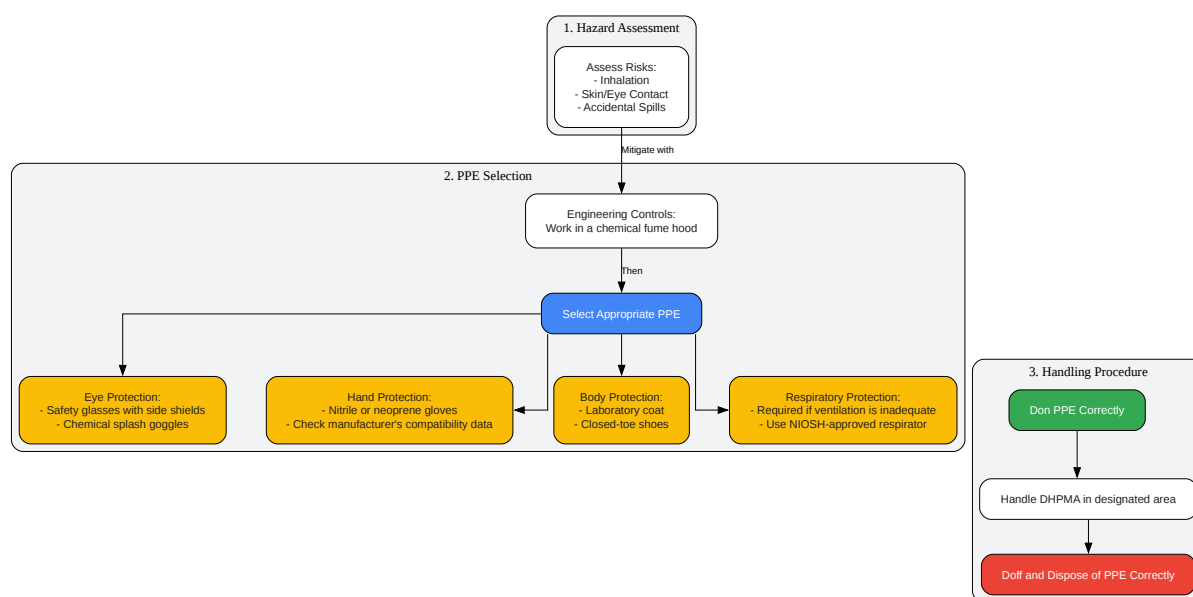 1. Hazard Assessment
Assess Risks:
- Inhalation
- Skin/Eye Contact
- Accidental Spills
Mitigate with
2. PPE Selection
Engineering Controls:
Work in a chemical fume hood
Then
Select Appropriate PPE
Eye Protection:
- Safety glasses with side shields
- Chemical splash goggles
Hand Protection:
- Nitrile or neoprene gloves
- Check manufacturer's compatibility data
Body Protection:
- Laboratory coat
- Closed-toe shoes
Respiratory Protection:
- Required if ventilation is inadequate
- Use NIOSH-approved respirator
3. Handling Procedure
Don PPE Correctly
Handle DHPMA in designated area
Doff and Dispose of PPE Correctly